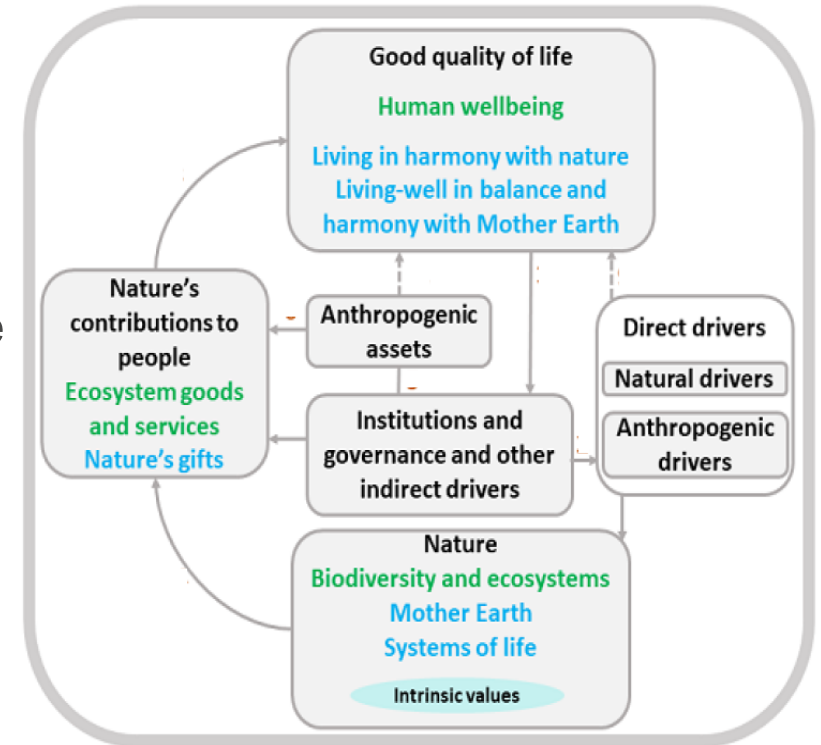 Good quality of life
Human wellbeing
Living in harmony with nature
Living-well in balance and
harmony with Mother Earth
Nature's
contributions to
people
Ecosystem goods
and services
Nature's gifts
Anthropogenic
assets
Institutions and
governance and other
indirect drivers
Direct drivers
Natural drivers
Anthropogenic
drivers
Nature
Biodiversity and ecosystems
Mother Earth
Systems of life
Intrinsic values